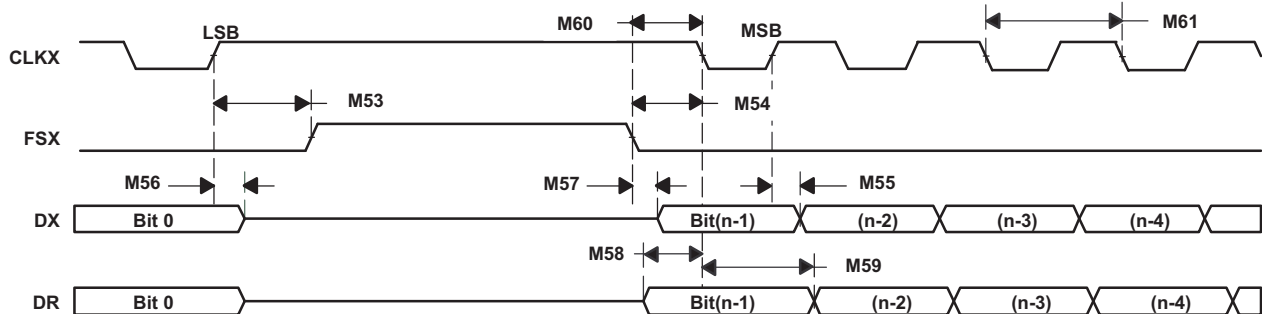 M60 M61
LSB MSB
CLKX
M53 M54
FSX
M56 M57 M55
DX Bit 0 Bit(n-1) (n-2) (n-3) (n-4)
M58 M59
DR Bit 0 Bit(n-1) (n-2) (n-3) (n-4)